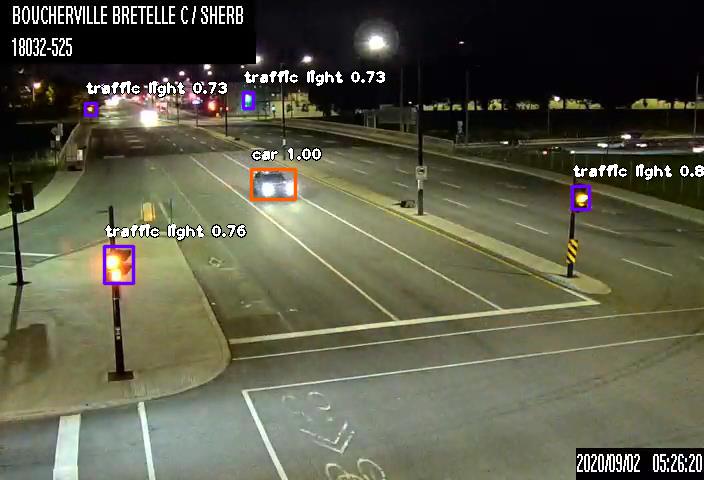 BOUCHERVILLE BRETELLE C / SHERB
18032-525
traffic light 0.73
traffic light 0.73
car 1.00
traffic light 0.8
traffic light 0.76
2020/09/02 05:26:20